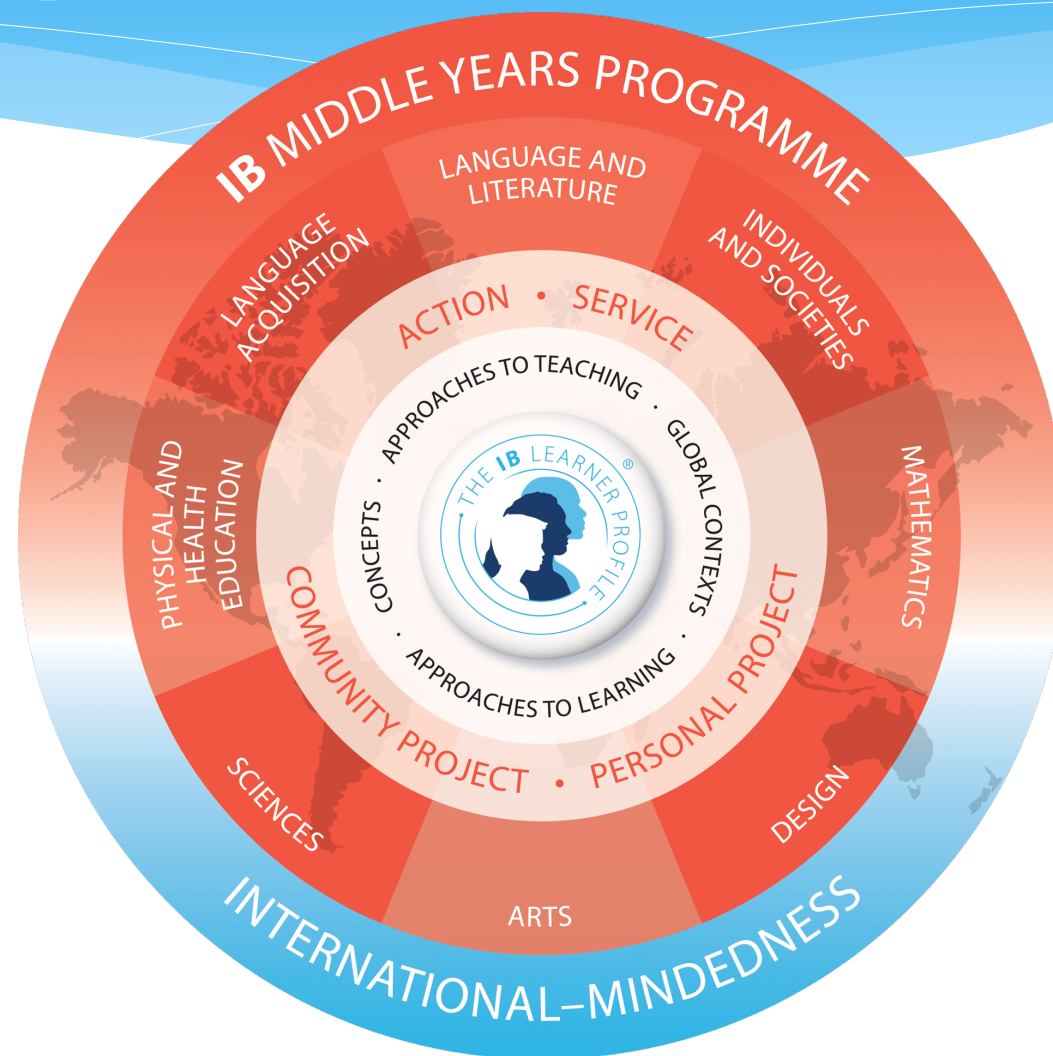 IB MIDDLE YEARS PROGRAMME
LANGUAGE AND
LITERATURE
INDIVIDUALS
AND SOCIETIES
MATHEMATICS
DESIGN
ARTS
SCIENCES
PHYSICAL AND
HEALTH
EDUCATION
LANGUAGE
ACQUISITION
ACTION • SERVICE
PERSONAL PROJECT
COMMUNITY PROJECT •
APPROACHES TO TEACHING ·
GLOBAL CONTEXTS ·
APPROACHES TO LEARNING ·
CONCEPTS ·
THE IB LEARNER PROFILE ®
INTERNATIONAL–MINDEDNESS